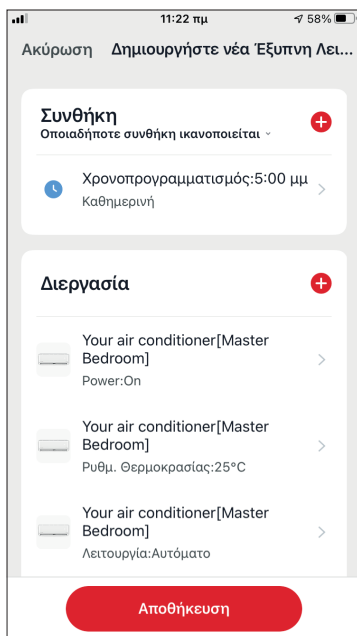 11:22 πμ
58%
Ακύρωση Δημιουργήστε νέα Έξυπνη Λει...
Συνθήκη
Οποιαδήποτε συνθήκη ικανοποιείται
Χρονοπρογραμματισμός:5:00 μμ
Καθημερινή
Διεργασία
Your air conditioner[Master
Bedroom]
Power:On
Your air conditioner[Master
Bedroom]
Ρυθμ. Θερμοκρασίας:25°C
Your air conditioner[Master
Bedroom]
Λειτουργία:Αυτόματο
Αποθήκευση